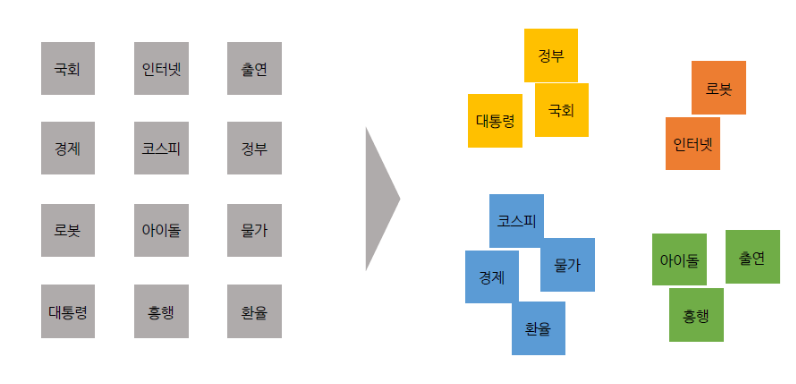 국회 인터넷 출연
경제 코스피 정부
로봇 아이돌 물가
대통령 흥행 환율
정부
대통령 국회
로봇
인터넷
코스피
경제 물가
환율
아이돌 출연
흥행